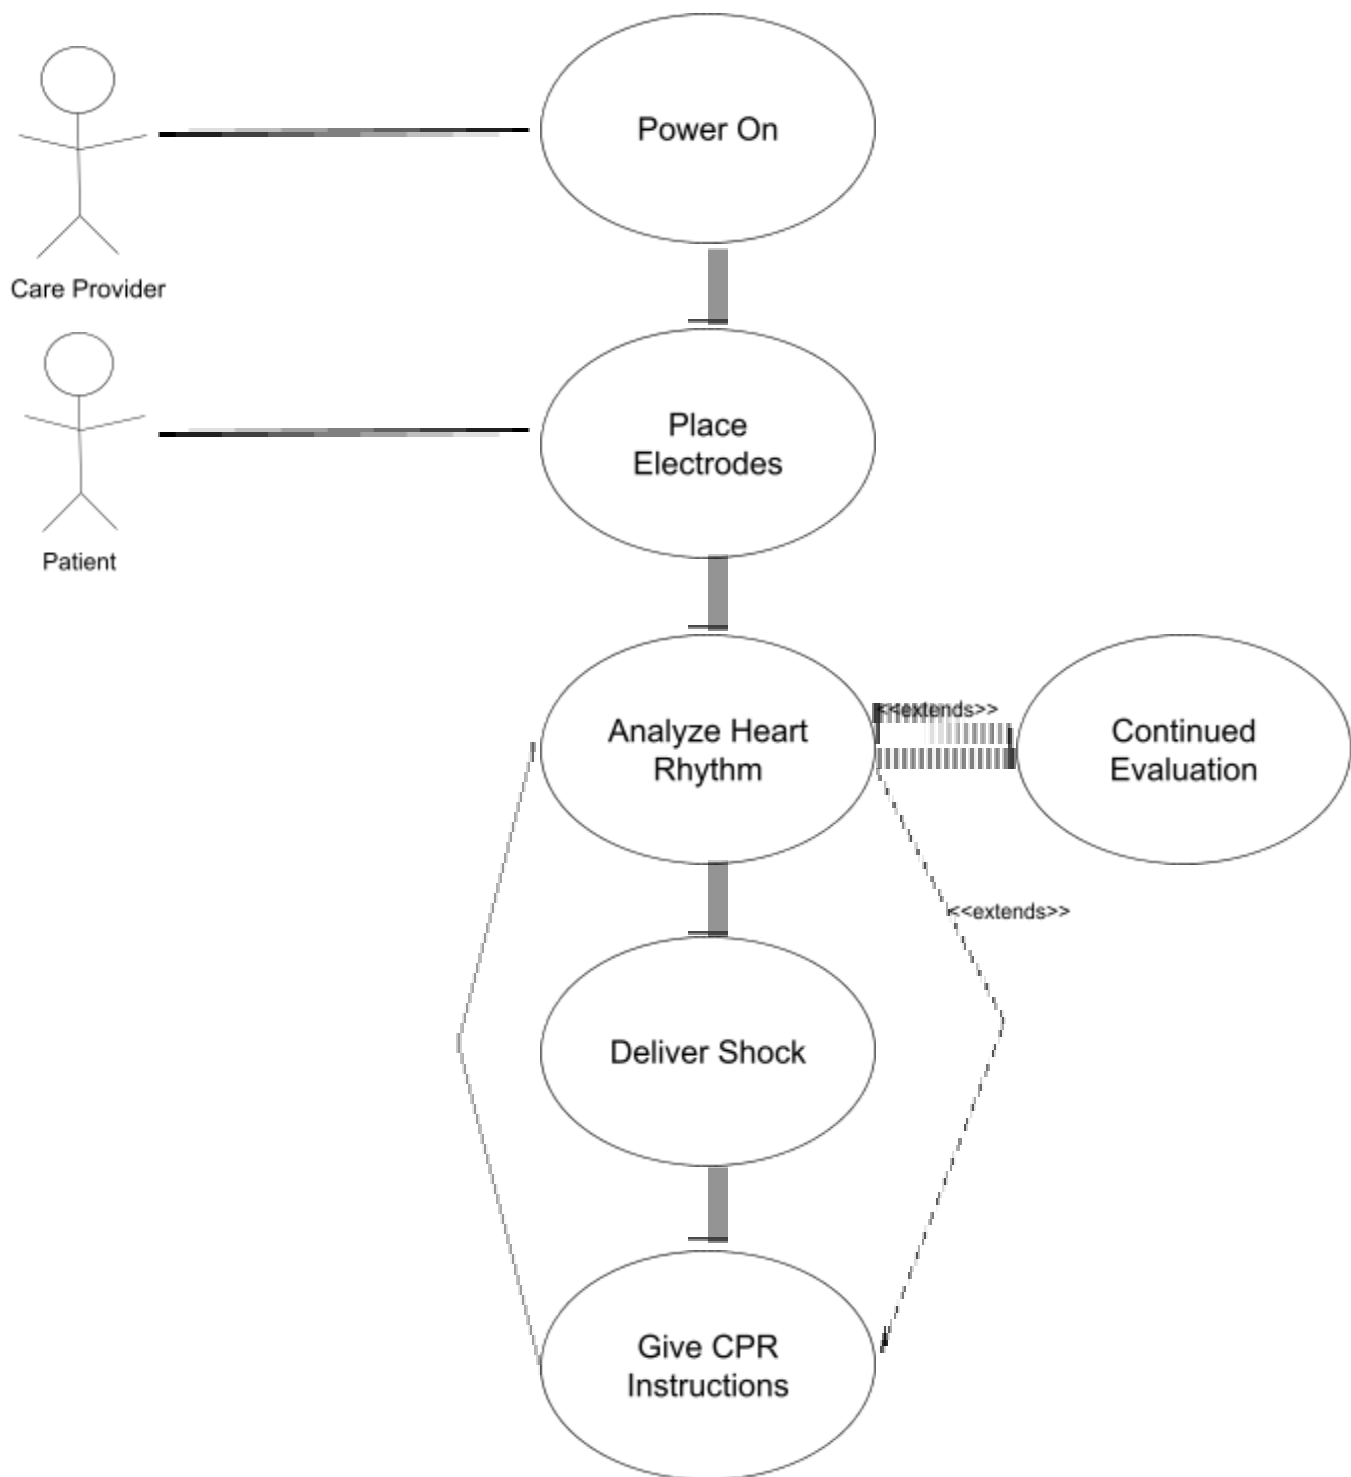 Power On
Care Provider
Place
Electrodes
Patient
Analyze Heart
Rhythm
<<extends>>
Continued
Evaluation
<<extends>>
Deliver Shock
Give CPR
Instructions